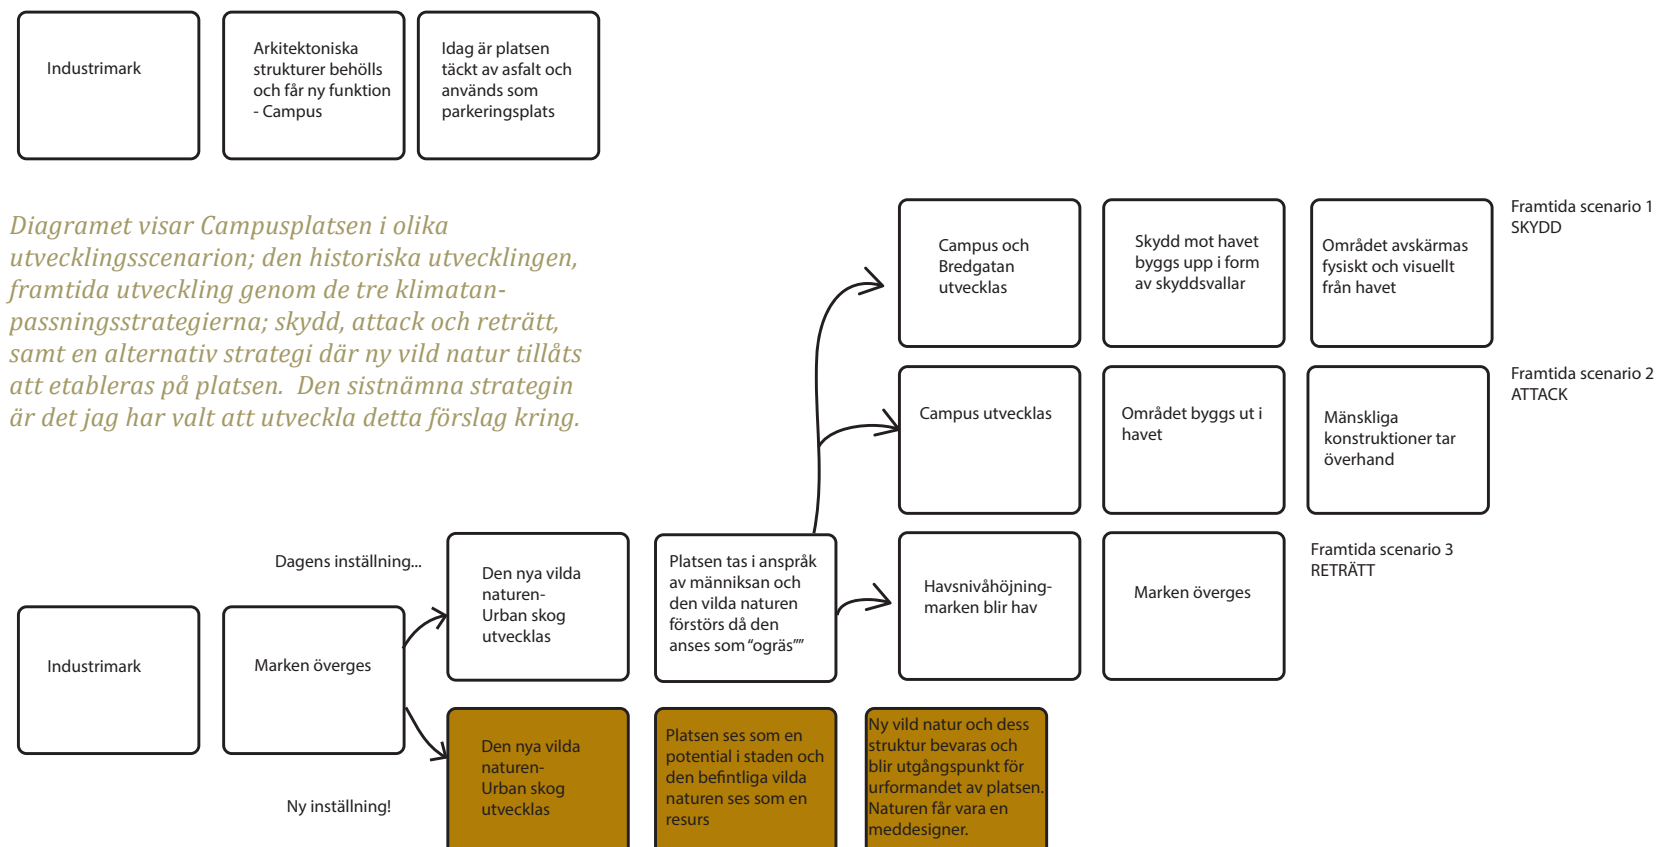 Industrimark
Arkitektoniska
strukturer behölls
och får ny funktion
- Campus
Idag är platsen
täckt av asfalt och
används som
parkeringsplats
Diagramet visar Campusplatsen i olika
utvecklingsscenarion; den historiska utvecklingen,
framtida utveckling genom de tre klimatan-
passningsstrategierna; skydd, attack och reträtt,
samt en alternativ strategi där ny vild natur tillåts
att etableras på platsen.  Den sistnämna strategin
är det jag har valt att utveckla detta förslag kring.
Campus och
Bredgatan
utvecklas
Skydd mot havet
byggs upp i form
av skyddsvallar
Området avskärmas
fysiskt och visuellt
från havet
Framtida scenario 1
SKYDD
Campus utvecklas
Området byggs ut i
havet
Mänskliga
konstruktioner tar
överhand
Framtida scenario 2
ATTACK
Dagens inställning...
Industrimark
Marken överges
Den nya vilda
naturen-
Urban skog
utvecklas
Platsen tas i anspråk
av människsan och
den vilda naturen
förstörs då den
anses som “ogräs””
Havsnivåhöjning-
marken blir hav
Marken överges
Framtida scenario 3
RETRÄTT
Ny inställning!
Den nya vilda
naturen-
Urban skog
utvecklas
Platsen ses som en
potential i staden och
den befintliga vilda
naturen ses som en
resurs
Ny vild natur och dess
struktur bevaras och
blir utgångspunkt för
urformandet av platsen.
Naturen får vara en
meddesigner.